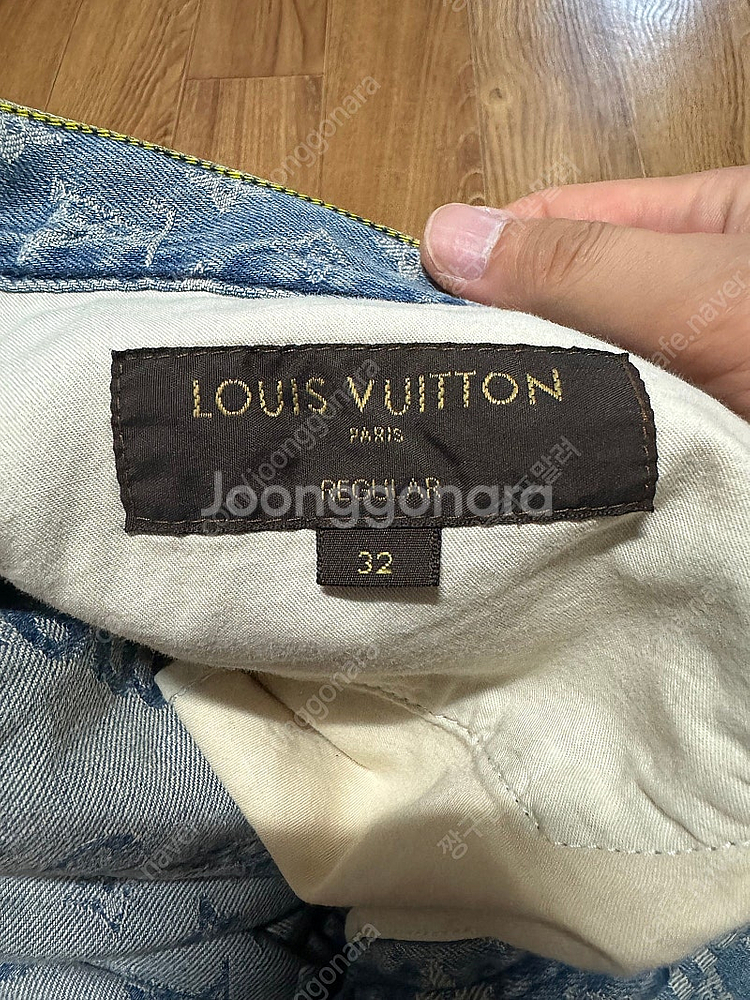 LOUIS VUITTON
PARIS
REGULAR
Joonggonara
32